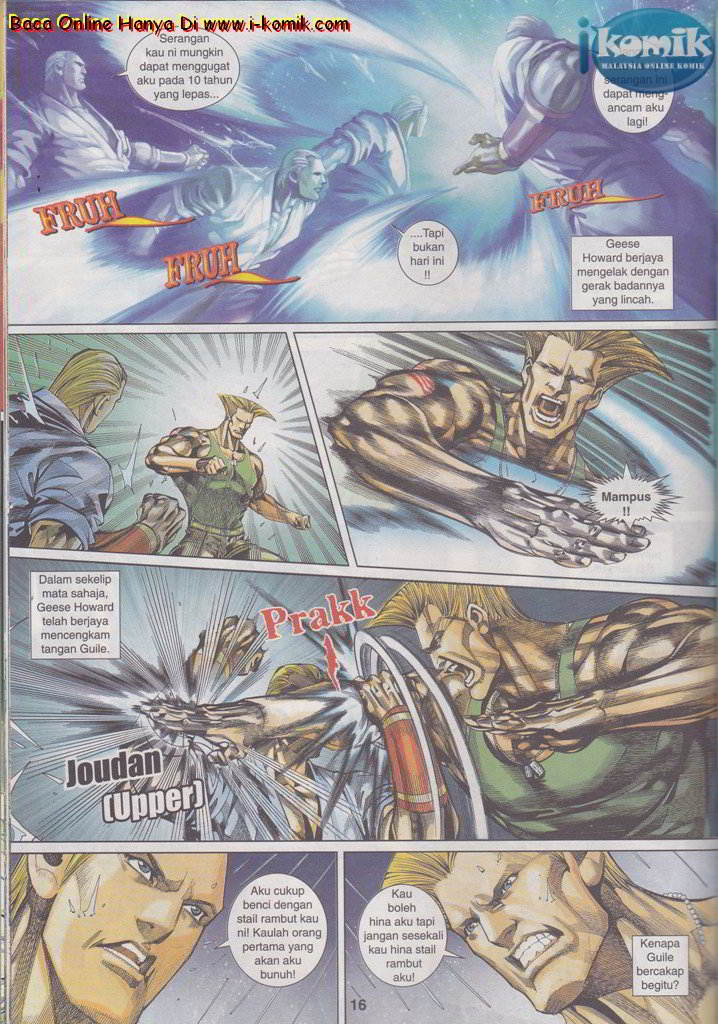 Baca Online Hanya Di www.i-komik.com
iKomik
MALAYSIA ONLINE KOMIK
Serangan
kau ni mungkin
dapat menggugat
aku pada 10 tahun
yang lepas...
serangan ini
dapat meng-
ancam aku
lagi!
FRUH
FRUH
FRUH
....Tapi
bukan
hari ini
!!
Geese
Howard berjaya
mengelak dengan
gerak badannya
yang lincah.
Mampus
!!
Dalam sekelip
mata sahaja,
Geese Howard
telah berjaya
mencengkam
tangan Guile.
Prakk
!
Joudan
(Upper)
Aku cukup
benci dengan
stail rambut kau
ni! Kaulah orang
pertama yang
akan aku
bunuh!
Kau
boleh
hina aku tapi
jangan sesekali
kau hina stail
rambut
aku!
Kenapa
Guile
bercakap
begitu?
16